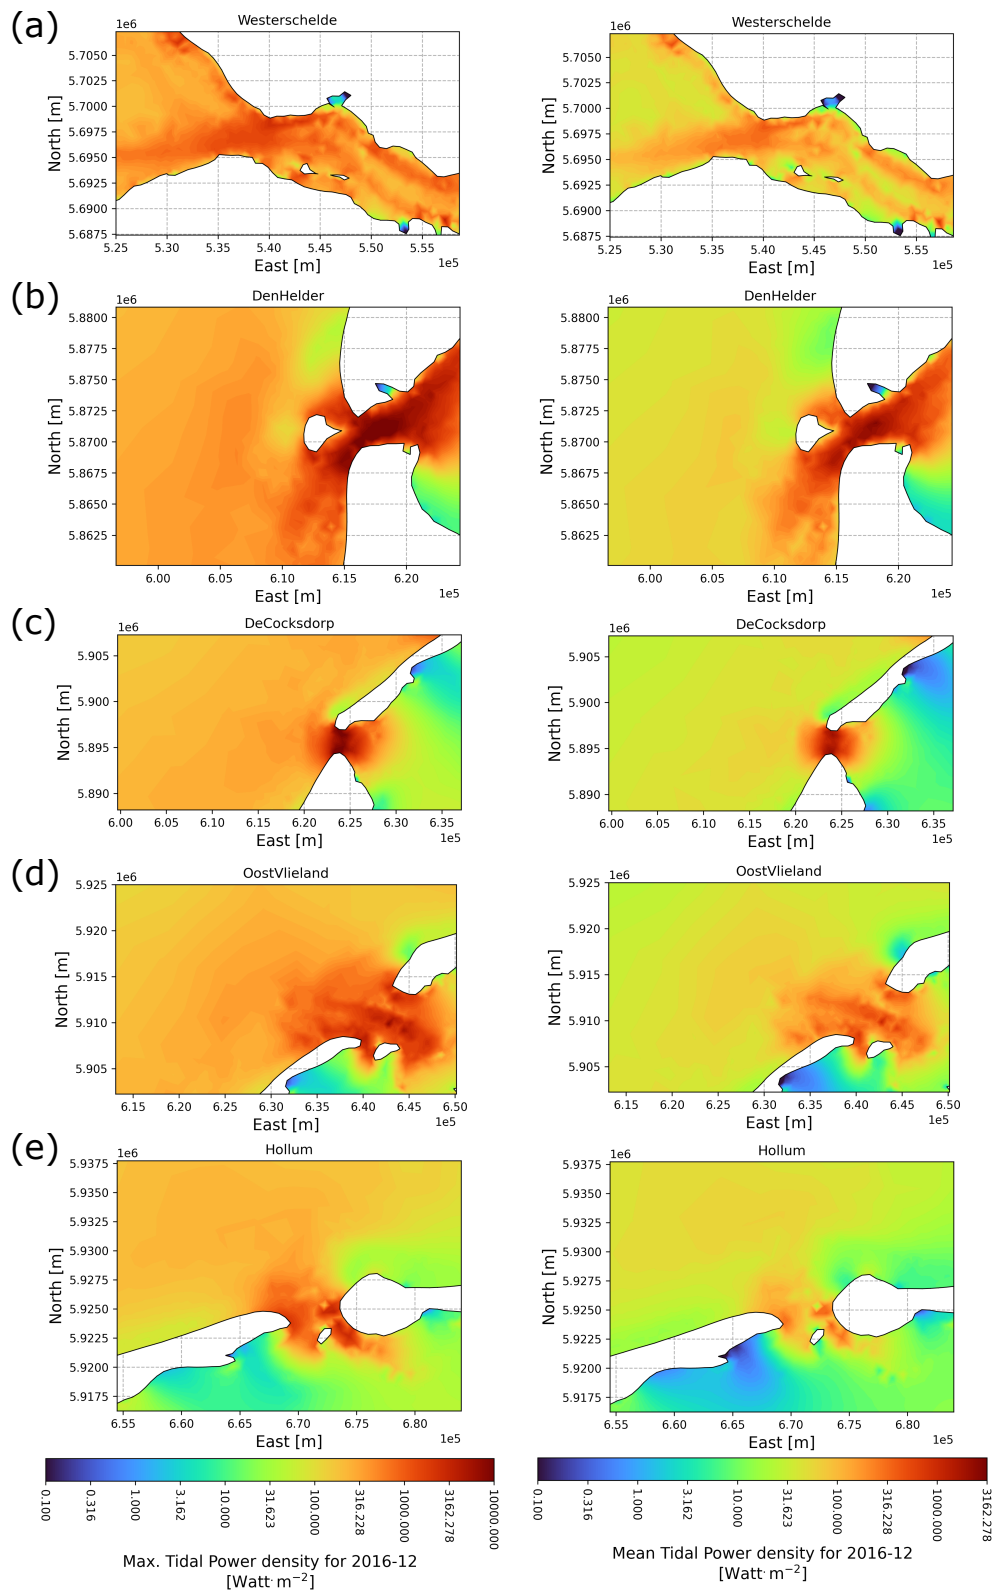 (a)
Westerschelde
1e6
5.7050
5.7025
5.7000
5.6975
5.6950
5.6925
5.6900
5.6875
North [m]
5.25 5.30 5.35 5.40 5.45 5.50 5.55
East [m]
1e5
Westerschelde
1e6
5.7050
5.7025
5.7000
5.6975
5.6950
5.6925
5.6900
5.6875
North [m]
5.25 5.30 5.35 5.40 5.45 5.50 5.55
East [m]
1e5
(b)
DenHelder
1e6
5.8800
5.8775
5.8750
5.8725
5.8700
5.8675
5.8650
5.8625
North [m]
6.00 6.05 6.10 6.15 6.20
East [m]
1e5
DenHelder
1e6
5.8800
5.8775
5.8750
5.8725
5.8700
5.8675
5.8650
5.8625
North [m]
6.00 6.05 6.10 6.15 6.20
East [m]
1e5
(c)
DeCocksdorp
1e6
5.905
5.900
5.895
5.890
North [m]
6.00 6.05 6.10 6.15 6.20 6.25 6.30 6.35
East [m]
1e5
DeCocksdorp
1e6
5.905
5.900
5.895
5.890
North [m]
6.00 6.05 6.10 6.15 6.20 6.25 6.30 6.35
East [m]
1e5
(d)
OostVlieland
1e6
5.925
5.920
5.915
5.910
5.905
North [m]
6.15 6.20 6.25 6.30 6.35 6.40 6.45 6.50
East [m]
1e5
OostVlieland
1e6
5.925
5.920
5.915
5.910
5.905
North [m]
6.15 6.20 6.25 6.30 6.35 6.40 6.45 6.50
East [m]
1e5
(e)
Hollum
1e6
5.9375
5.9350
5.9325
5.9300
5.9275
5.9250
5.9225
5.9200
5.9175
North [m]
6.55 6.60 6.65 6.70 6.75 6.80
East [m]
1e5
Hollum
1e6
5.9375
5.9350
5.9325
5.9300
5.9275
5.9250
5.9225
5.9200
5.9175
North [m]
6.55 6.60 6.65 6.70 6.75 6.80
East [m]
1e5
0.100 0.316 1.000 3.162 10.000 31.623 100.000 316.228 10000.000 3162.278 10000.000
Max. Tidal Power density for 2016-12
[Watt·m⁻²]
0.100 0.316 1.000 3.162 10.000 31.623 100.000 316.228 10000.000 3162.278
Mean Tidal Power density for 2016-12
[Watt·m⁻²]